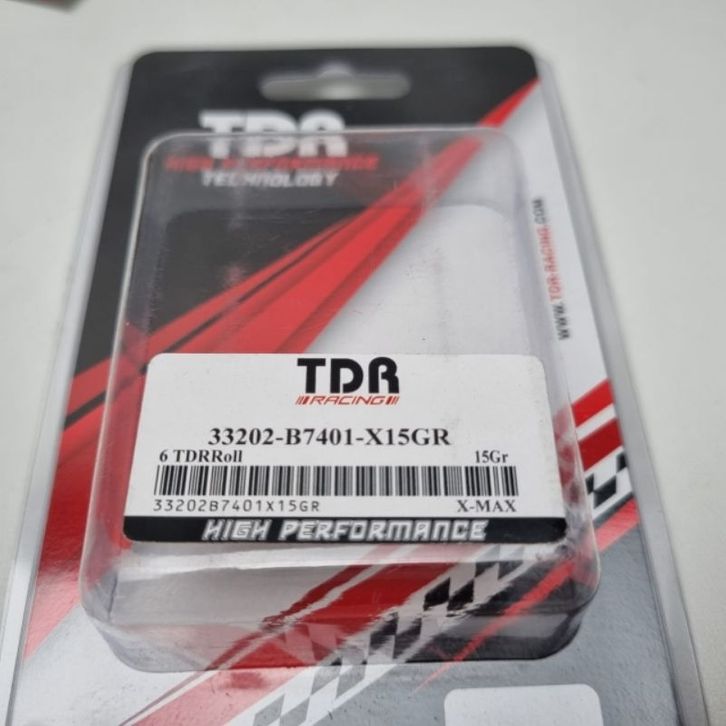 TDR
HIGH PERFORMANCE
TECHNOLOGY
WWW.TDR-RACING.COM
TDR
RACING
33202-B7401-X15GR
6 TDRRoll 15Gr
33202B7401X15GR X-MAX
HIGH PERFORMANCE